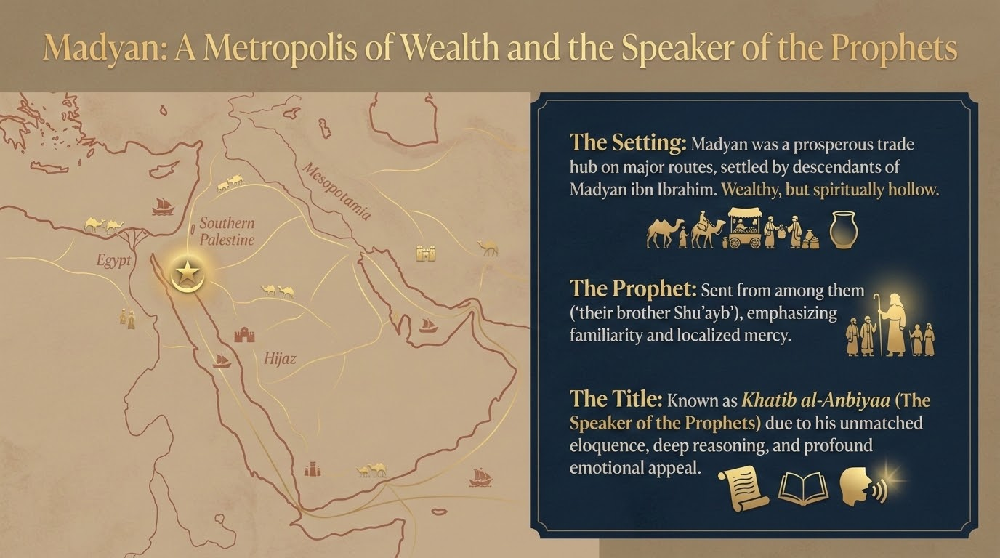 Madyan: A Metropolis of Wealth and the Speaker of the Prophets
Mesopotamia
Southern
Palestine
Egypt
Hijaz
The Setting: Madyan was a prosperous trade
hub on major routes, settled by descendants of
Madyan ibn Ibrahim. Wealthy, but spiritually hollow.
The Prophet: Sent from among them
(‘their brother Shu’ayb’), emphasizing
familiarity and localized mercy.
The Title: Known as Khatib al-Anbiyaa (The
Speaker of the Prophets) due to his unmatched
eloquence, deep reasoning, and profound
emotional appeal.